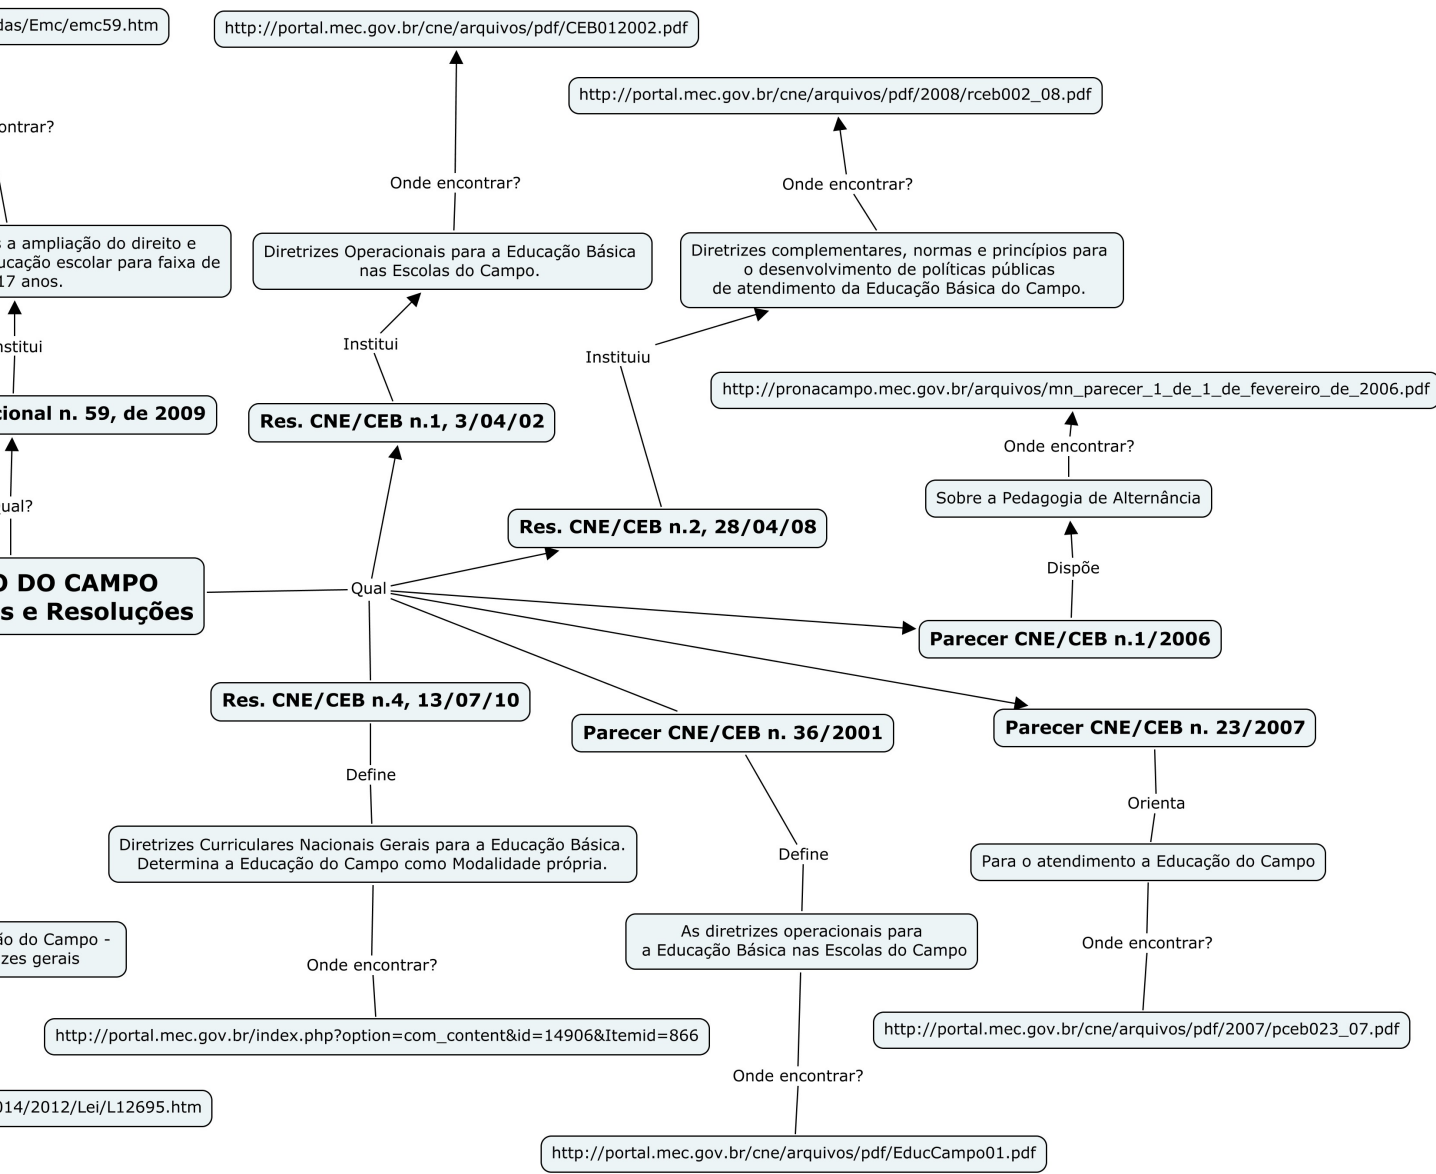 das/Emc/emc59.htm
http://portal.mec.gov.br/cne/arquivos/pdf/CEB012002.pdf
http://portal.mec.gov.br/cne/arquivos/pdf/2008/rceb002_08.pdf
ontrar?
Onde encontrar?
Onde encontrar?
s a ampliação do direito e
ucação escolar para faixa de
17 anos.
Diretrizes Operacionais para a Educação Básica
nas Escolas do Campo.
Diretrizes complementares, normas e princípios para
o desenvolvimento de políticas públicas
de atendimento da Educação Básica do Campo.
nstitui
Institui
Instituiu
http://pronacampo.mec.gov.br/arquivos/mn_parecer_1_de_1_de_fevereiro_de_2006.pdf
cional n. 59, de 2009
Res. CNE/CEB n.1, 3/04/02
Onde encontrar?
Sobre a Pedagogia de Alternância
ual?
Res. CNE/CEB n.2, 28/04/08
Dispõe
O DO CAMPO
s e Resoluções
Qual
Parecer CNE/CEB n.1/2006
Res. CNE/CEB n.4, 13/07/10
Parecer CNE/CEB n. 36/2001
Parecer CNE/CEB n. 23/2007
Define
Orienta
Diretrizes Curriculares Nacionais Gerais para a Educação Básica.
Determina a Educação do Campo como Modalidade própria.
Define
Para o atendimento a Educação do Campo
ão do Campo -
zes gerais
As diretrizes operacionais para
a Educação Básica nas Escolas do Campo
Onde encontrar?
Onde encontrar?
http://portal.mec.gov.br/index.php?option=com_content&id=14906&Itemid=866
http://portal.mec.gov.br/cne/arquivos/pdf/2007/pceb023_07.pdf
Onde encontrar?
014/2012/Lei/L12695.htm
http://portal.mec.gov.br/cne/arquivos/pdf/EducCampo01.pdf